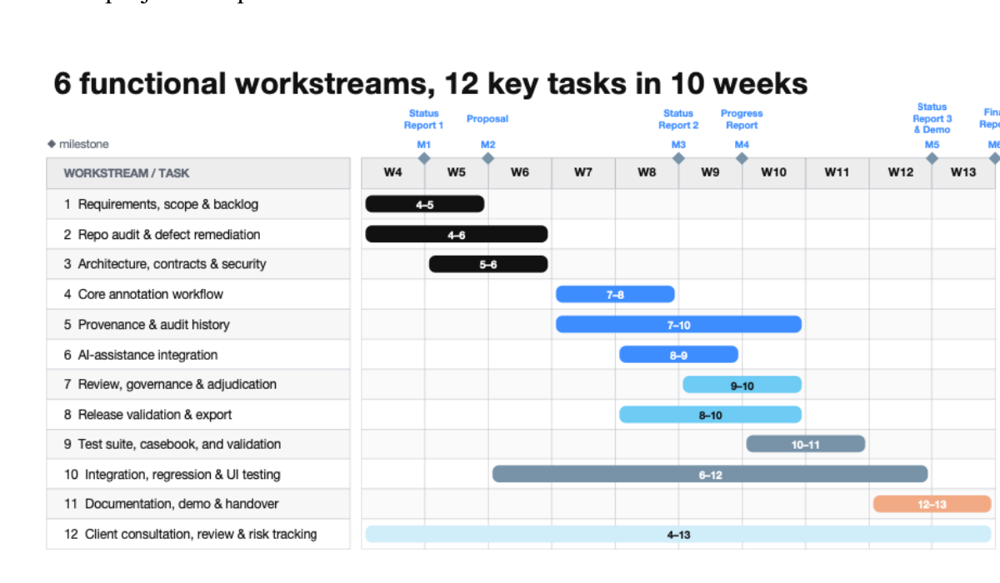 6 functional workstreams, 12 key tasks in 10 weeks
Status
Report 1
Proposal
Status
Report 2
Progress
Report
Status
Report 3
& Demo
◆ milestone
M1
M2
M3
M4
M5
WORKSTREAM / TASK
W4
W5
W6
W7
W8
W9
W10
W11
W12
W13
1 Requirements, scope & backlog
4–5
2 Repo audit & defect remediation
4–6
3 Architecture, contracts & security
5–6
4 Core annotation workflow
7–8
5 Provenance & audit history
7–10
6 AI-assistance integration
8–9
7 Review, governance & adjudication
9–10
8 Release validation & export
8–10
9 Test suite, casebook, and validation
10–11
10 Integration, regression & UI testing
6–12
11 Documentation, demo & handover
12–13
12 Client consultation, review & risk tracking
4–13